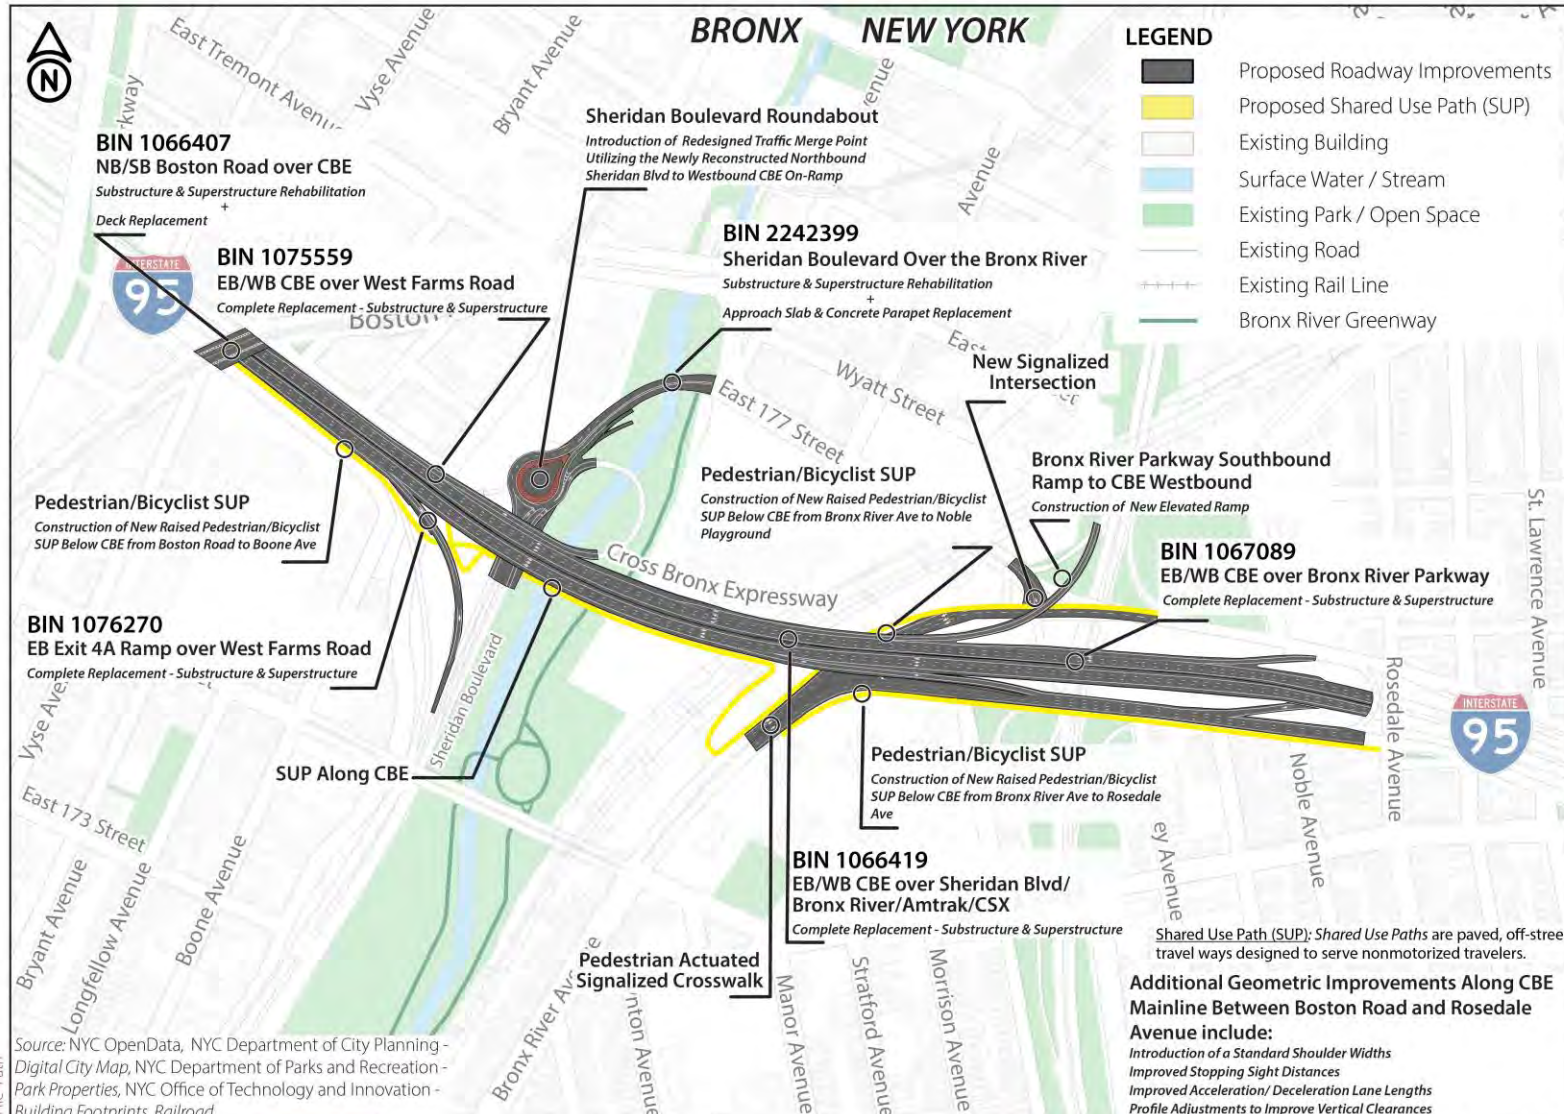 BRONX NEW YORK
N
LEGEND
Proposed Roadway Improvements
Proposed Shared Use Path (SUP)
Existing Building
Surface Water / Stream
Existing Park / Open Space
Existing Road
Existing Rail Line
Bronx River Greenway
East Tremont Avenue
Vyse Avenue
Bryant Avenue
enue
Avenue
rkway
BIN 1066407
NB/SB Boston Road over CBE
Substructure & Superstructure Rehabilitation
+
Deck Replacement
Sheridan Boulevard Roundabout
Introduction of Redesigned Traffic Merge Point
Utilizing the Newly Reconstructed Northbound
Sheridan Blvd to Westbound CBE On-Ramp
INTERSTATE
95
BIN 1075559
EB/WB CBE over West Farms Road
Complete Replacement - Substructure & Superstructure
Boston
BIN 2242399
Sheridan Boulevard Over the Bronx River
Substructure & Superstructure Rehabilitation
+
Approach Slab & Concrete Parapet Replacement
East
Wyatt Street
East 177 Street
New Signalized
Intersection
Pedestrian/Bicyclist SUP
Construction of New Raised Pedestrian/Bicyclist
SUP Below CBE from Boston Road to Boone Ave
Pedestrian/Bicyclist SUP
Construction of New Raised Pedestrian/Bicyclist
SUP Below CBE from Bronx River Ave to Noble
Playground
Bronx River Parkway Southbound
Ramp to CBE Westbound
Construction of New Elevated Ramp
St. Lawrence Avenue
Cross Bronx Expressway
BIN 1067089
EB/WB CBE over Bronx River Parkway
Complete Replacement - Substructure & Superstructure
BIN 1076270
EB Exit 4A Ramp over West Farms Road
Complete Replacement - Substructure & Superstructure
Vyse Ave
Sheridan Boulevard
Rosedale Avenue
INTERSTATE
95
SUP Along CBE
Pedestrian/Bicyclist SUP
Construction of New Raised Pedestrian/Bicyclist
SUP Below CBE from Bronx River Ave to Rosedale
Ave
Noble Avenue
ey Avenue
East 173 Street
Bryant Avenue
Longfellow Avenue
Boone Avenue
BIN 1066419
EB/WB CBE over Sheridan Blvd/
Bronx River/Amtrak/CSX
Complete Replacement - Substructure & Superstructure
Pedestrian Actuated
Signalized Crosswalk
Bronx River Avenue
nton Avenue
Manor Avenue
Stratford Avenue
Morrison Avenue
Shared Use Path (SUP): Shared Use Paths are paved, off-stree
travel ways designed to serve nonmotorized travelers.
Additional Geometric Improvements Along CBE
Mainline Between Boston Road and Rosedale
Avenue include:
Introduction of a Standard Shoulder Widths
Improved Stopping Sight Distances
Improved Acceleration/ Deceleration Lane Lengths
Profile Adjustments to Improve Vertical Clearances
Source: NYC OpenData, NYC Department of City Planning -
Digital City Map, NYC Department of Parks and Recreation -
Park Properties, NYC Office of Technology and Innovation -
Building Footprints, Railroad